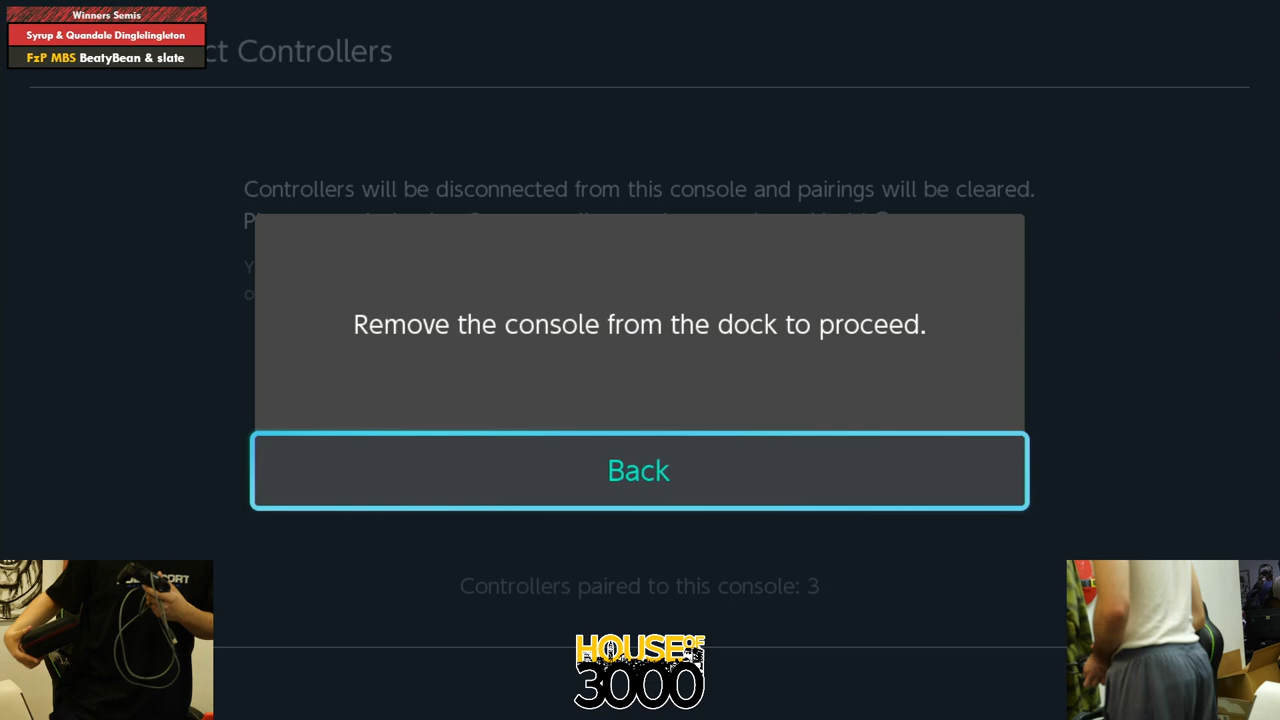 Winners Semis
Syrup & Quandale Dinglelingleton
FzP MBS BeatyBean & slate
ct Controllers
Controllers will be disconnected from this console and pairings will be cleared.
Remove the console from the dock to proceed.
Back
Controllers paired to this console: 3
HOUSE OF
3000